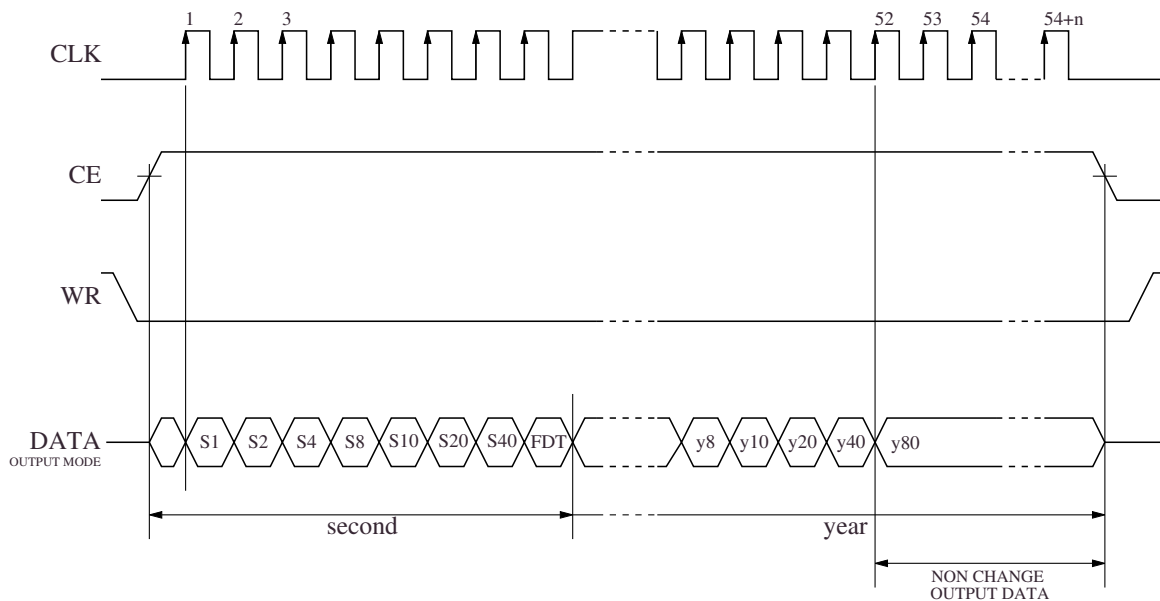 1 2 3 52 53 54 54+n
CLK
CE
WR
DATA
OUTPUT MODE
S1 S2 S4 S8 S10 S20 S40 FDT y8 y10 y20 y40 y80
second year
NON CHANGE
OUTPUT DATA